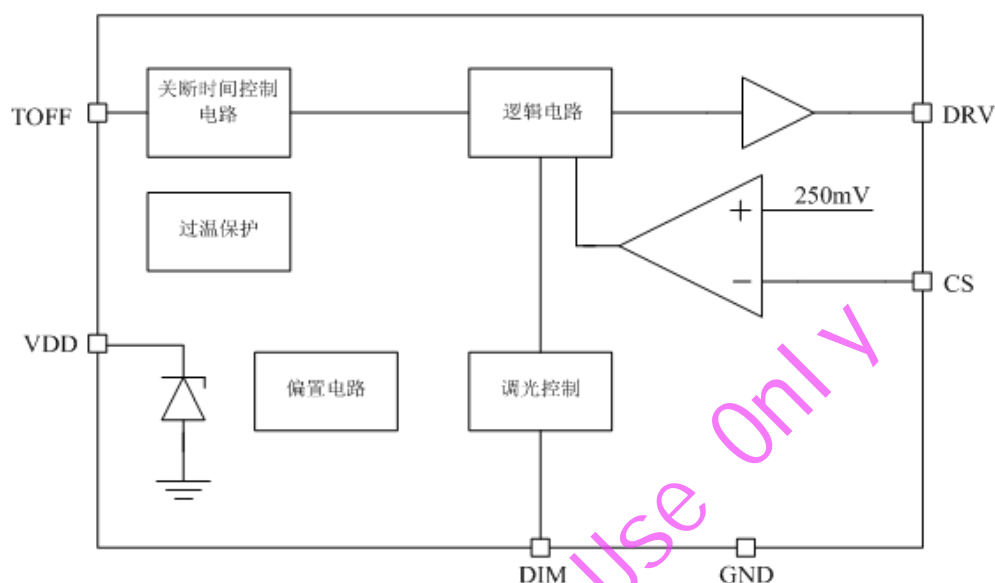 关断时间控制
电路
逻辑电路
TOFF
DRV
250mV
+
过温保护
−
CS
VDD
偏置电路
调光控制
Use Only
DIM
GND